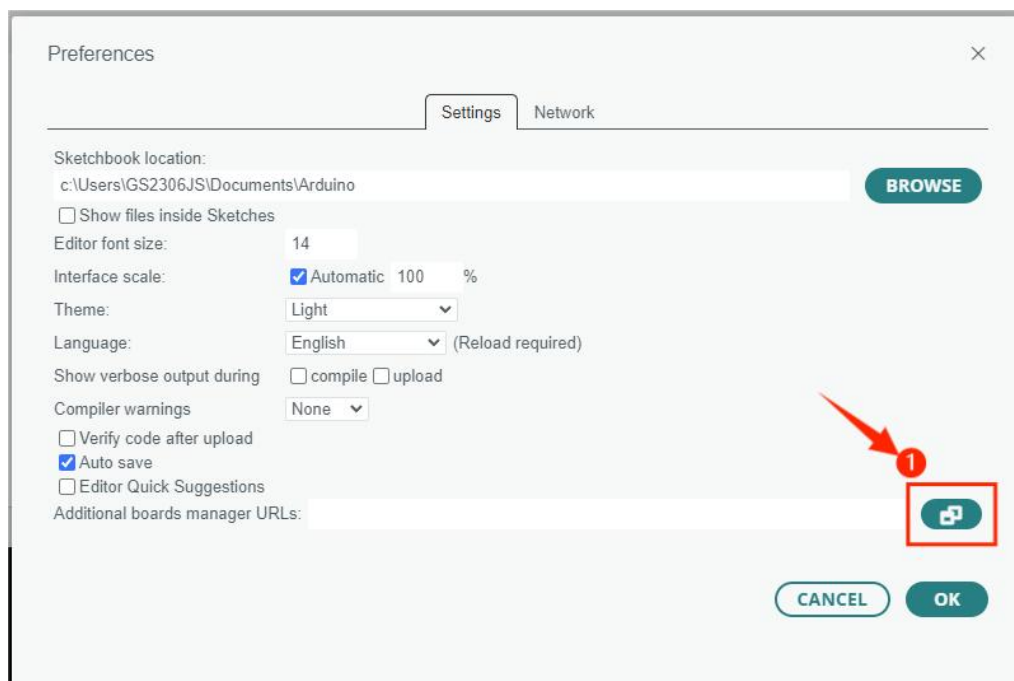 Preferences
Settings Network
Sketchbook location:
c:\Users\GS2306JS\Documents\Arduino
BROWSE
Show files inside Sketches
Editor font size: 14
Interface scale: Automatic 100 %
Theme: Light
Language: English (Reload required)
Show verbose output during compile upload
Compiler warnings None
Verify code after upload
Auto save
1
Editor Quick Suggestions
Additional boards manager URLs:
CANCEL OK